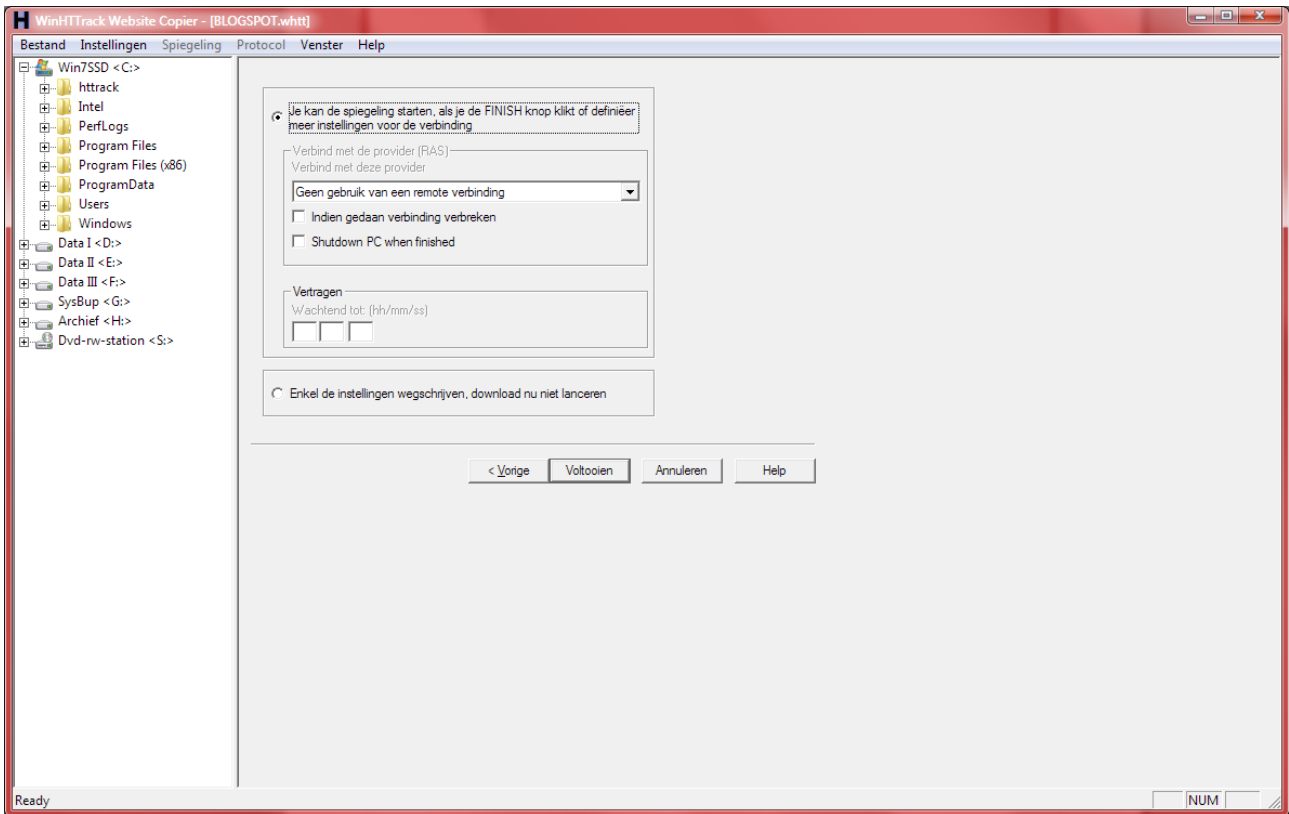 H WinHTTrack Website Copier - [BLOGSPOT.whtt]
Bestand Instellingen Spiegeling Protocol Venster Help
Win7SSD <C:>
httrack
Intel
PerfLogs
Program Files
Program Files (x86)
ProgramData
Users
Windows
Data I <D:>
Data II <E:>
Data III <F:>
SysBup <G:>
Archief <H:>
Dvd-rw-station <S:>
Je kan de spiegeling starten, als je de FINISH knop klikt of definiëer
meer instellingen voor de verbinding
Verbind met de provider (RAS)
Verbind met deze provider
Geen gebruik van een remote verbinding
Indien gedaan verbinding verbreken
Shutdown PC when finished
Vertragen
Wachtend tot: (hh/mm/ss)
Enkel de instellingen wegschrijven, download nu niet lanceren
< Vorige Voltooien Annuleren Help
Ready NUM